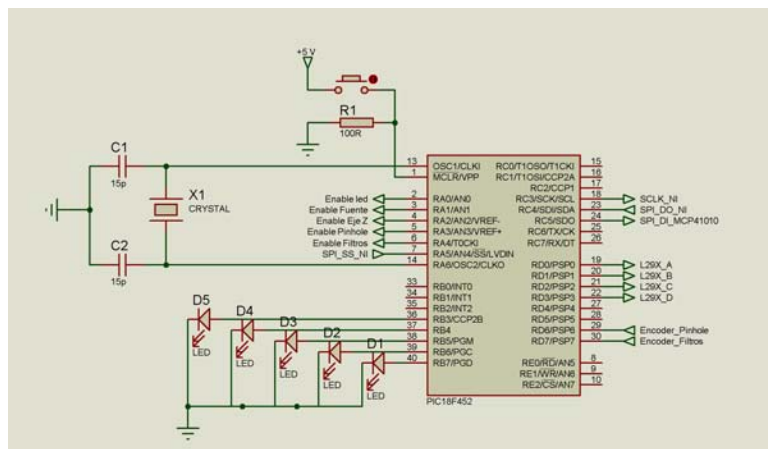 +5 V
R1
100R
C1
15p
X1
CRYSTAL
C2
15p
13 OSC1/CLKI
1 MCLR/VPP
Enable led 2 RA0/AN0
Enable Fuente 3 RA1/AN1
Enable Eje Z 4 RA2/AN2/VREF-
Enable Pinhole 5 RA3/AN3/VREF+
Enable Filtros 6 RA4/T0CKI
SPI_SS_NI 7 RA5/AN4/SS/LVDIN
14 RA6/OSC2/CLKO
33 RB0/INT0
34 RB1/INT1
35 RB2/INT2
36 RB3/CCP2B
37 RB4
38 RB5/PGM
39 RB6/PGC
40 RB7/PGD
RC0/T1OSO/T1CKI 15
RC1/T1OSI/CCP2A 16
RC2/CCP1 17
RC3/SCK/SCL 18 SCLK_NI
RC4/SDI/SDA 23 SPI_DO_NI
RC5/SDO 24 SPI_DI_MCP41010
RC6/TX/CK 25
RC7/RX/DT 26
RD0/PSP0 19 L29X_A
RD1/PSP1 20 L29X_B
RD2/PSP2 21 L29X_C
RD3/PSP3 22 L29X_D
RD4/PSP4 27
RD5/PSP5 28
RD6/PSP6 29 Encoder_Pinhole
RD7/PSP7 30 Encoder_Filtros
RE0/RD/AN5 8
RE1/WR/AN6 9
RE2/CS/AN7 10
PIC18F452
D5
LED
D4
LED
D3
LED
D2
LED
D1
LED